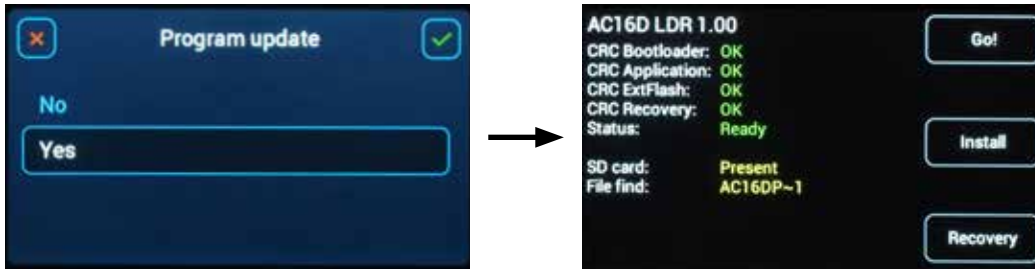 Program update
No
Yes
AC16D LDR 1.00
CRC Bootloader: OK
CRC Application: OK
CRC ExtFlash: OK
CRC Recovery: OK
Status: Ready
SD card: Present
File find: AC16DP~1
Go!
Install
Recovery